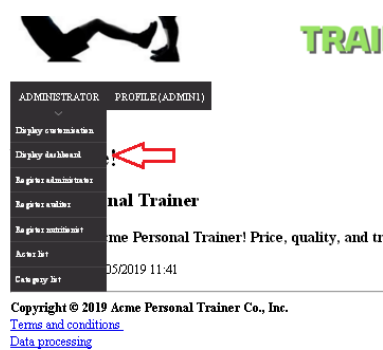 TRAI
ADMINISTRATOR PROFILE (ADMIN1)
Display customisation
Display dashboard
e!
Register administrator
Register auditor
nal Trainer
Register nutritionist
me Personal Trainer! Price, quality, and tr
Actor list
05/2019 11:41
Category list
Copyright © 2019 Acme Personal Trainer Co., Inc.
Terms and conditions
Data processing